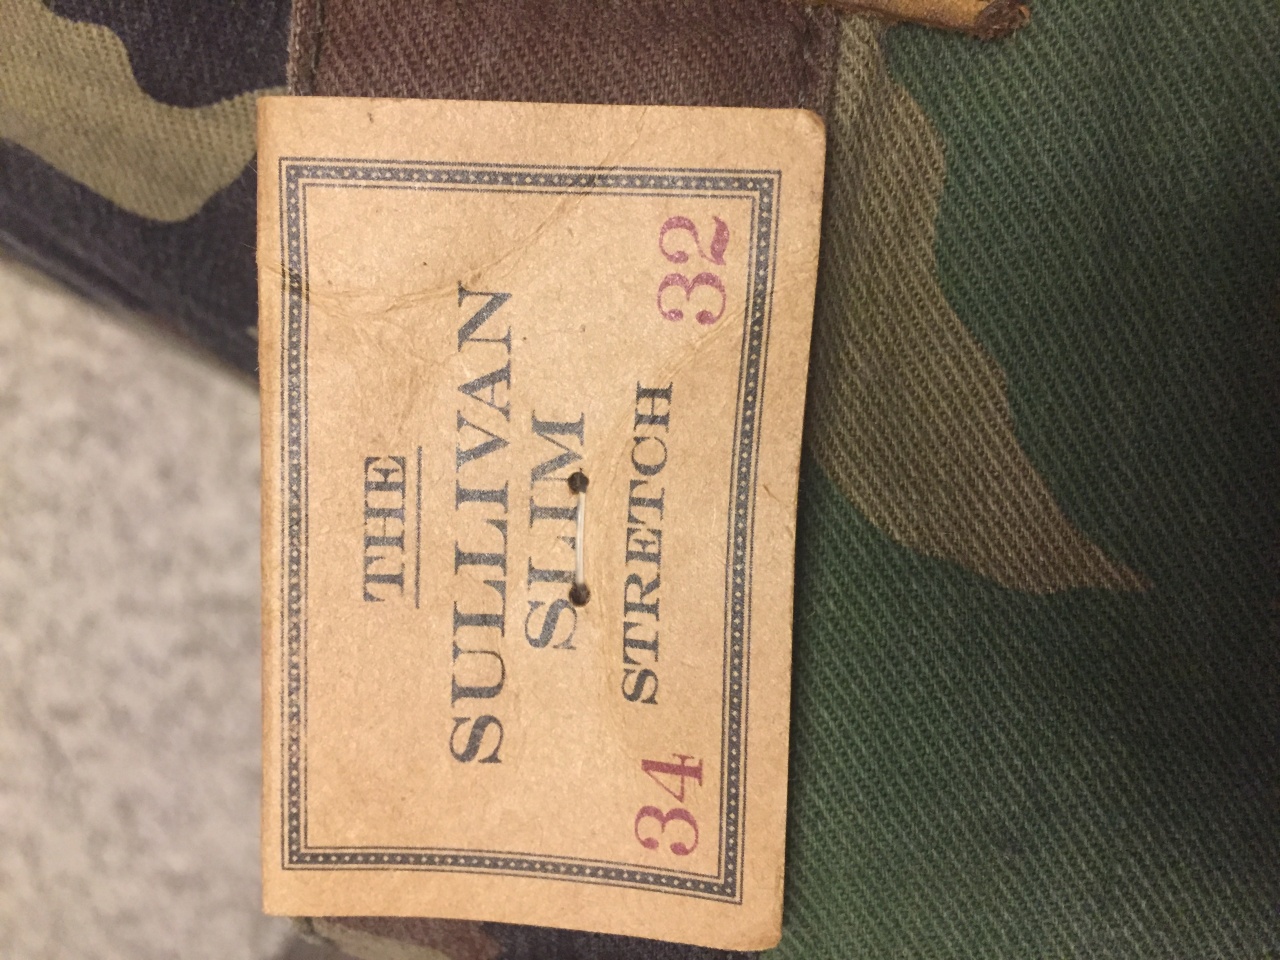 THE
SULLIVAN
SLIM
STRETCH
34 32